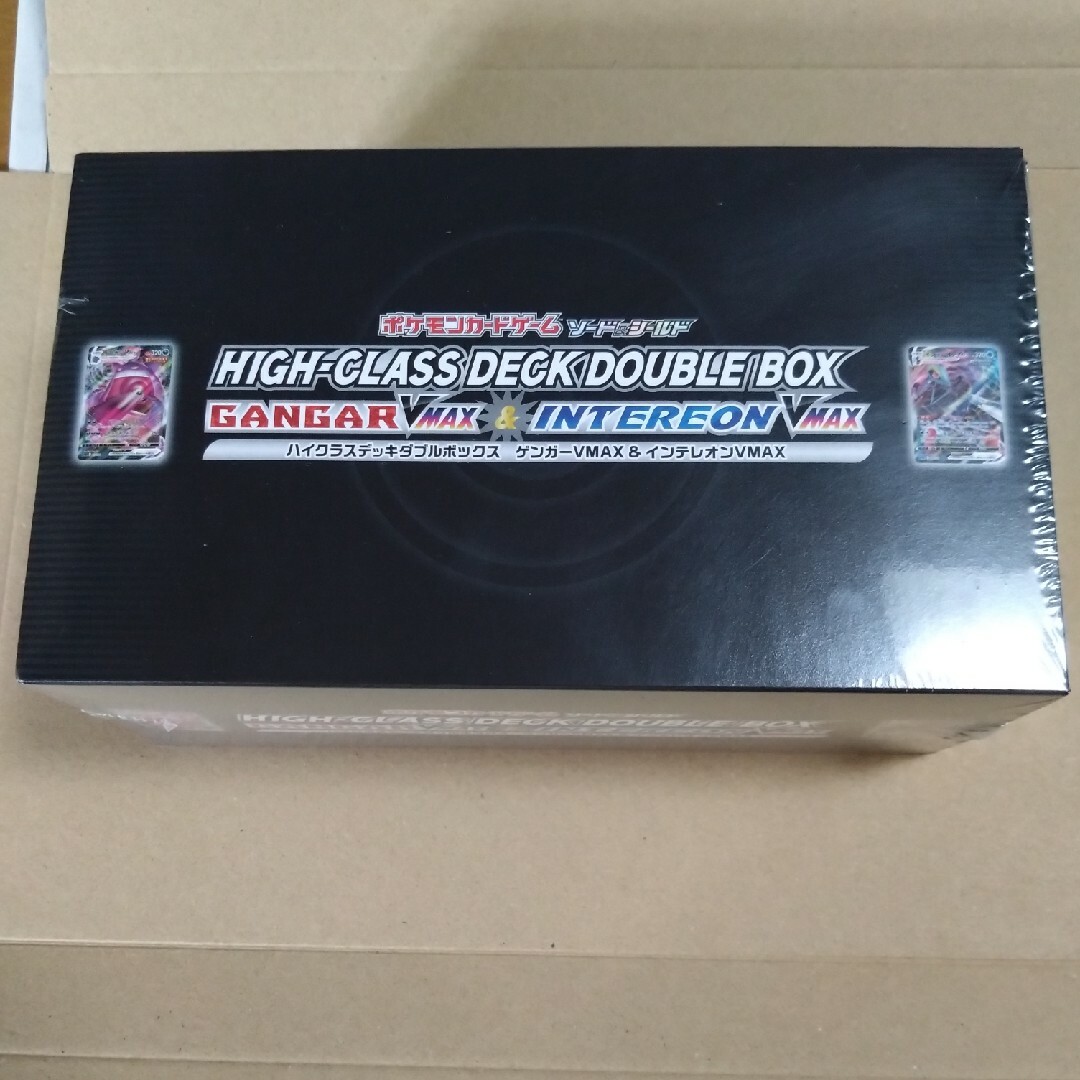 ポケモンカードゲーム ソード&シールド
HIGH-CLASS DECK DOUBLE BOX
GANGAR VMAX & INTEREON VMAX
ハイクラスデッキダブルボックス ゲンガーVMAX & インテレオンVMAX
320
HIGH-CLASS DECK DOUBLE BOX